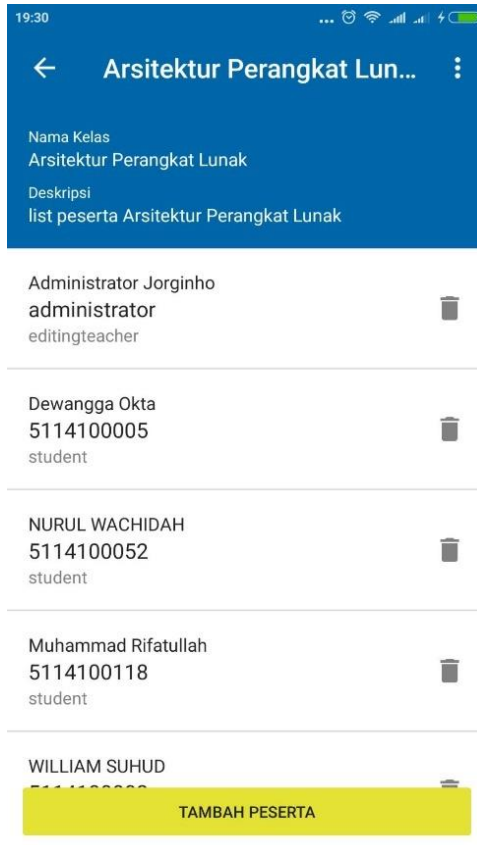 19:30
Arsitektur Perangkat Lun...
Nama Kelas
Arsitektur Perangkat Lunak
Deskripsi
list peserta Arsitektur Perangkat Lunak
Administrator Jorginho
administrator
editingteacher
Dewangga Okta
5114100005
student
NURUL WACHIDAH
5114100052
student
Muhammad Rifatullah
5114100118
student
WILLIAM SUHUD
TAMBAH PESERTA